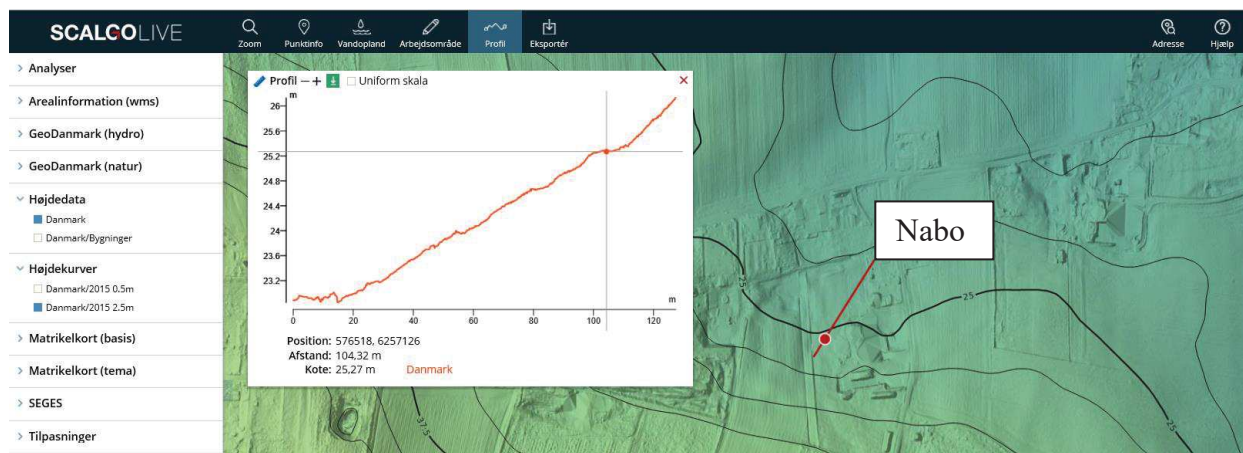 SCALGOLIVE
Zoom
Punktinfo
Vandopland
Arbejdsområde
Profil
Eksportér
Adresse
Hjælp
Analyser
Arealinformation (wms)
GeoDanmark (hydro)
GeoDanmark (natur)
Højdedata
Danmark
Danmark/Bygninger
Højdekurver
Danmark/2015 0.5m
Danmark/2015 2.5m
Matrikelkort (basis)
Matrikelkort (tema)
SEGES
Tilpasninger
Profil − + Uniform skala
m
26
25.6
25.2
24.8
24.4
24
23.6
23.2
m
0 20 40 60 80 100 120
Position: 576518, 6257126
Afstand: 104,32 m
Kote: 25,27 m Danmark
Nabo
25
25
37.5